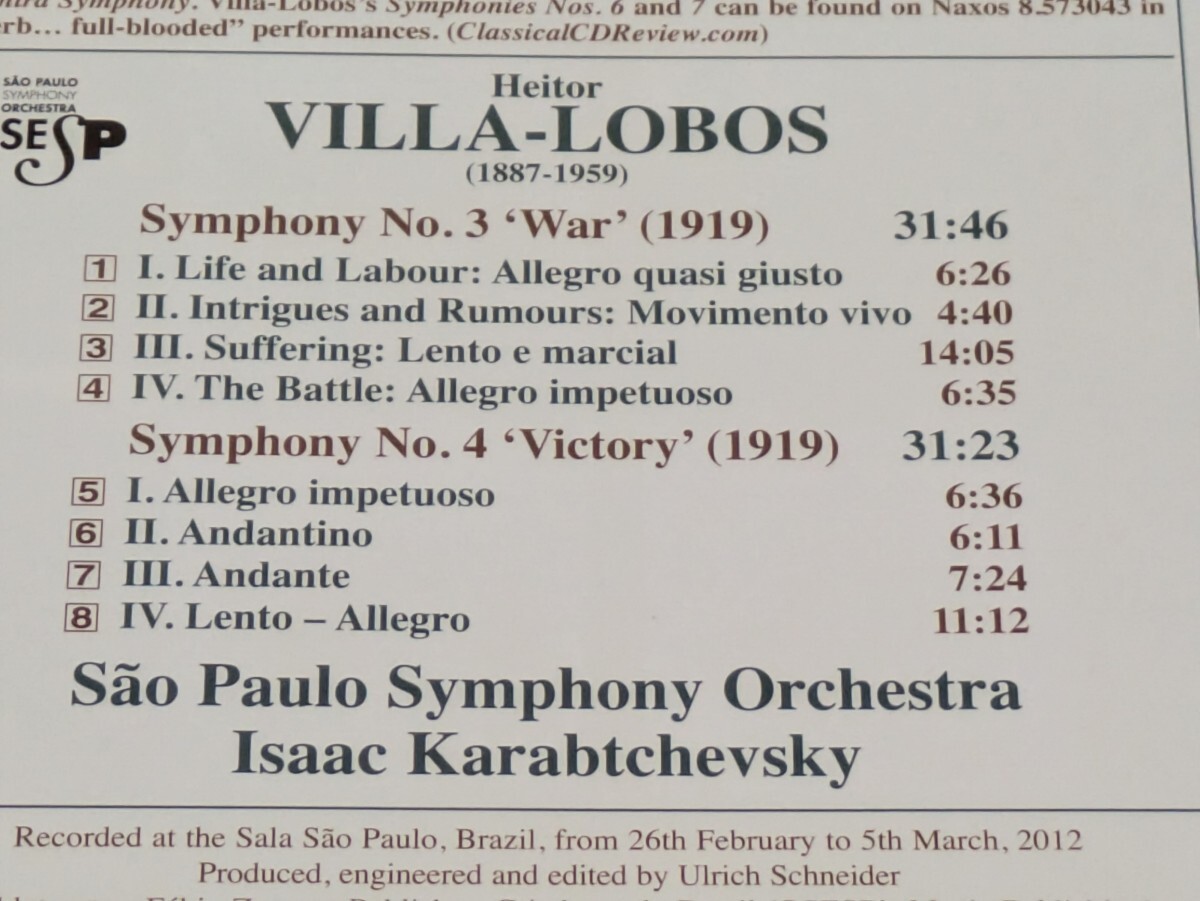 Symphony. Villa-Lobos's Symphonies Nos. 6 and 7 can be found on Naxos 8.573043 in
full-blooded" performances. (ClassicalCDReview.com)
SÃO PAULO
SYMPHONY
ORCHESTRA
SESP
Heitor
VILLA-LOBOS
(1887-1959)
Symphony No. 3 ‘War’ (1919) 31:46
1 I. Life and Labour: Allegro quasi giusto 6:26
2 II. Intrigues and Rumours: Movimento vivo 4:40
3 III. Suffering: Lento e marcial 14:05
4 IV. The Battle: Allegro impetuoso 6:35
Symphony No. 4 ‘Victory’ (1919) 31:23
5 I. Allegro impetuoso 6:36
6 II. Andantino 6:11
7 III. Andante 7:24
8 IV. Lento – Allegro 11:12
São Paulo Symphony Orchestra
Isaac Karabtchevsky
Recorded at the Sala São Paulo, Brazil, from 26th February to 5th March, 2012
Produced, engineered and edited by Ulrich Schneider